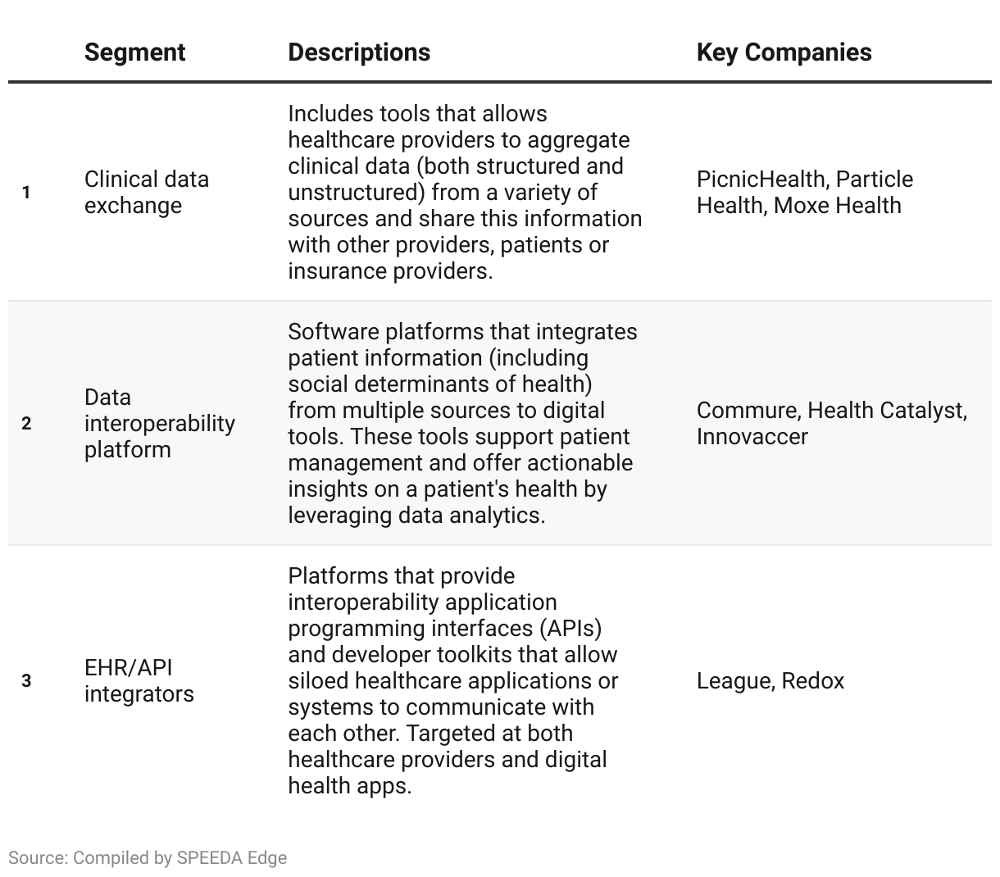 Segment Descriptions Key Companies
1
Clinical data
exchange
Includes tools that allows
healthcare providers to aggregate
clinical data (both structured and
unstructured) from a variety of
sources and share this information
with other providers, patients or
insurance providers.
PicnicHealth, Particle
Health, Moxe Health
2
Data
interoperability
platform
Software platforms that integrates
patient information (including
social determinants of health)
from multiple sources to digital
tools. These tools support patient
management and offer actionable
insights on a patient's health by
leveraging data analytics.
Commure, Health Catalyst,
Innovaccer
3
EHR/API
integrators
Platforms that provide
interoperability application
programming interfaces (APIs)
and developer toolkits that allow
siloed healthcare applications or
systems to communicate with
each other. Targeted at both
healthcare providers and digital
health apps.
League, Redox
Source: Compiled by SPEEDA Edge